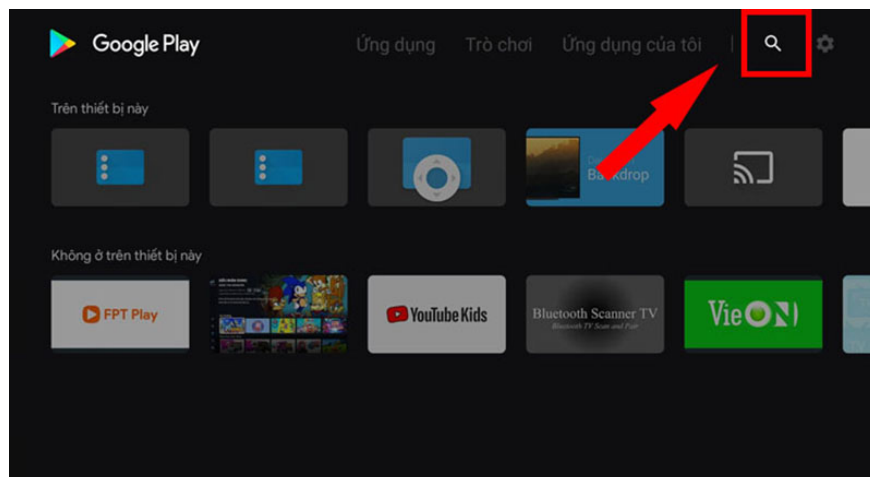 Google Play
Ứng dụng
Trò chơi
Ứng dụng của tôi
Trên thiết bị này
Không ở trên thiết bị này
FPT Play
YouTube Kids
Bluetooth Scanner TV
Bluetooth TV Scan and Pair
VieON
TV